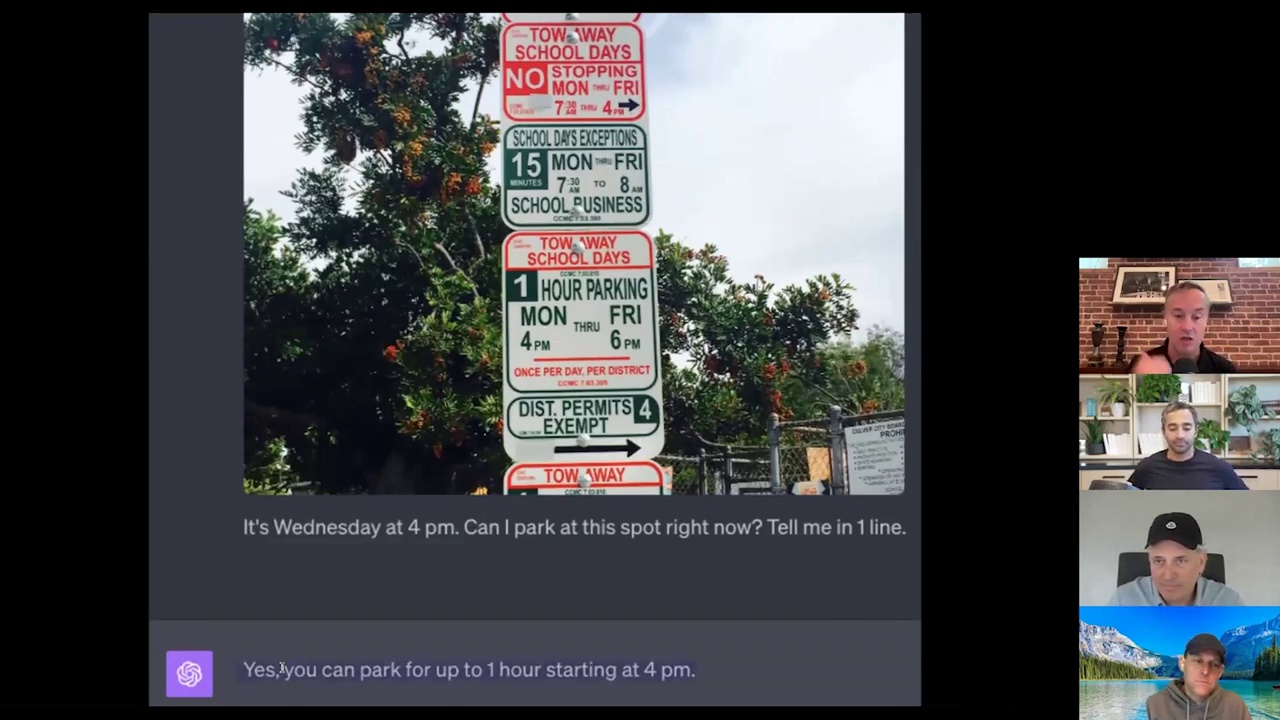 TOW AWAY
SCHOOL DAYS
NO STOPPING
MON THRU FRI
7:30 AM THRU 4 PM
SCHOOL DAYS EXCEPTIONS
15 MINUTES
MON THRU FRI
7:30 AM TO 8 AM
SCHOOL BUSINESS
TOW AWAY
SCHOOL DAYS
1 HOUR PARKING
MON THRU FRI
4 PM 6 PM
ONCE PER DAY, PER DISTRICT
DIST. PERMITS 4
EXEMPT
TOW AWAY
CULVER CITY
PROHI
It's Wednesday at 4 pm. Can I park at this spot right now? Tell me in 1 line.
Yes, you can park for up to 1 hour starting at 4 pm.